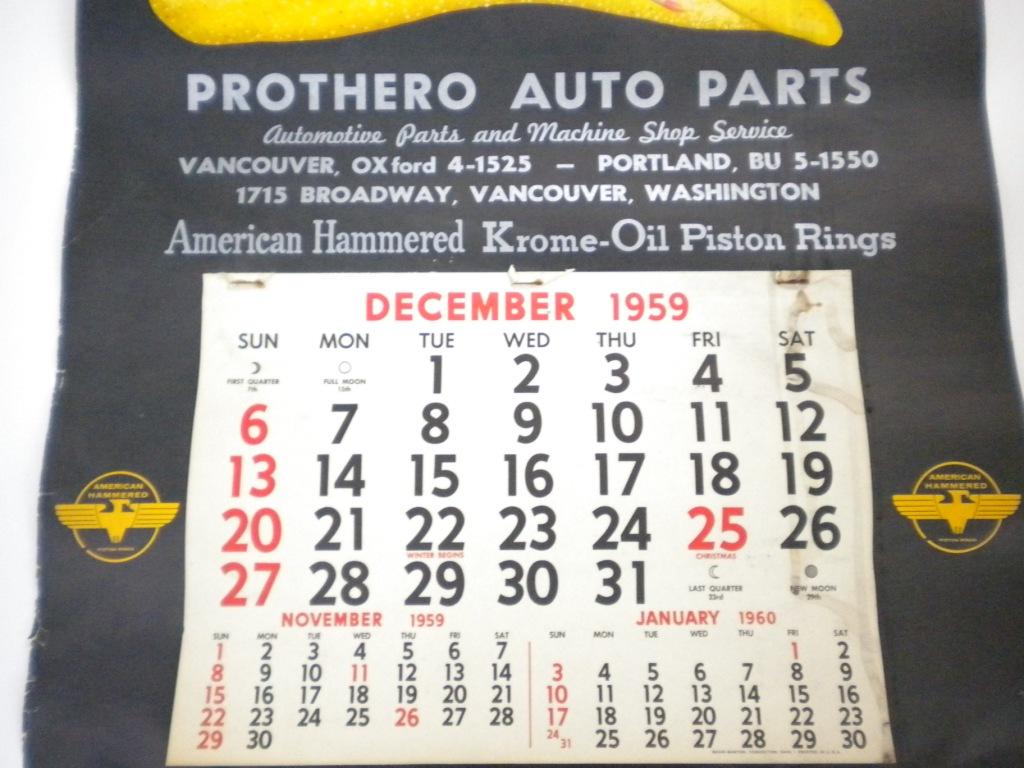 PROTHERO AUTO PARTS
Automotive Parts and Machine Shop Service
VANCOUVER, OXford 4-1525 — PORTLAND, BU 5-1550
1715 BROADWAY, VANCOUVER, WASHINGTON
American Hammered Krome-Oil Piston Rings
DECEMBER 1959
SUN MON TUE WED THU FRI SAT
FIRST QUARTER 7th FULL MOON 15th 1 2 3 4 5
6 7 8 9 10 11 12
13 14 15 16 17 18 19
20 21 22 23 24 25 26
WINTER BEGINS CHRISTMAS
27 28 29 30 31 LAST QUARTER 23rd NEW MOON 29th
AMERICAN
HAMMERED
PISTON RINGS
AMERICAN
HAMMERED
PISTON RINGS
NOVEMBER 1959
SUN MON TUE WED THU FRI SAT
1 2 3 4 5 6 7
8 9 10 11 12 13 14
15 16 17 18 19 20 21
22 23 24 25 26 27 28
29 30
JANUARY 1960
SUN MON TUE WED THU FRI SAT
1 2
3 4 5 6 7 8 9
10 11 12 13 14 15 16
17 18 19 20 21 22 23
24 31 25 26 27 28 29 30